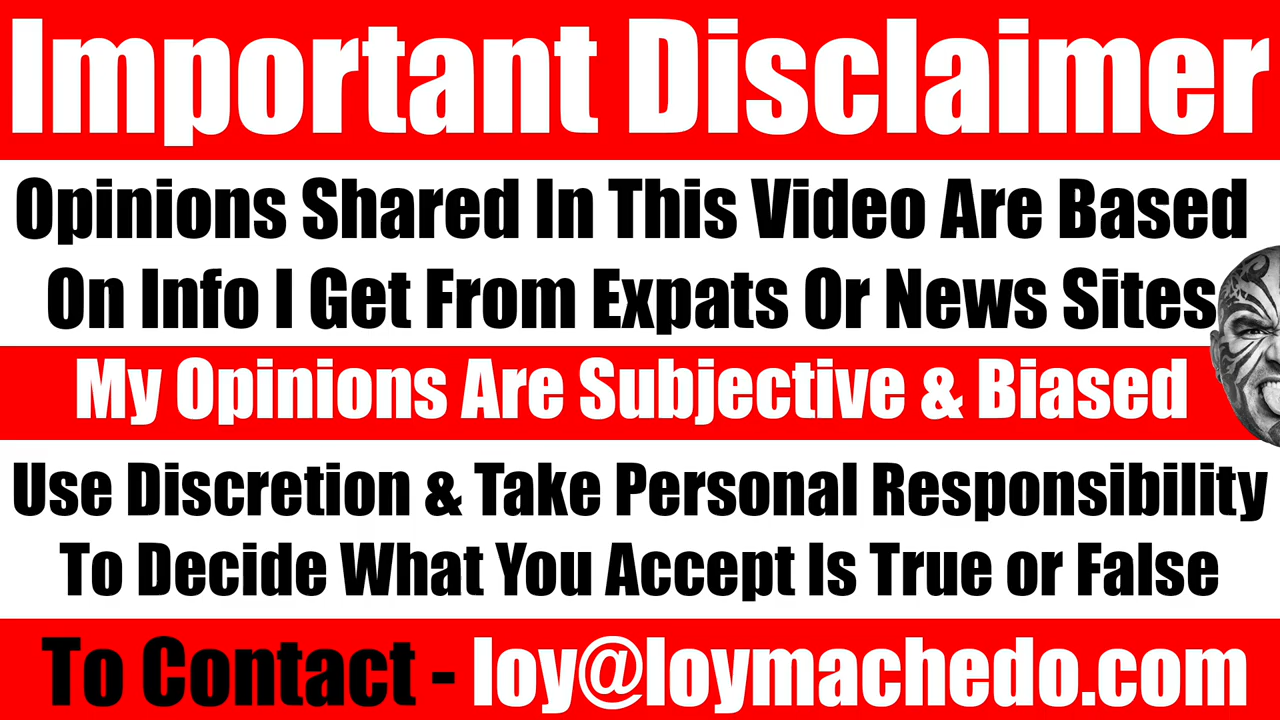 Important Disclaimer
Opinions Shared In This Video Are Based
On Info I Get From Expats Or News Sites
My Opinions Are Subjective & Biased
Use Discretion & Take Personal Responsibility
To Decide What You Accept Is True or False
To Contact - loy@loymachedo.com